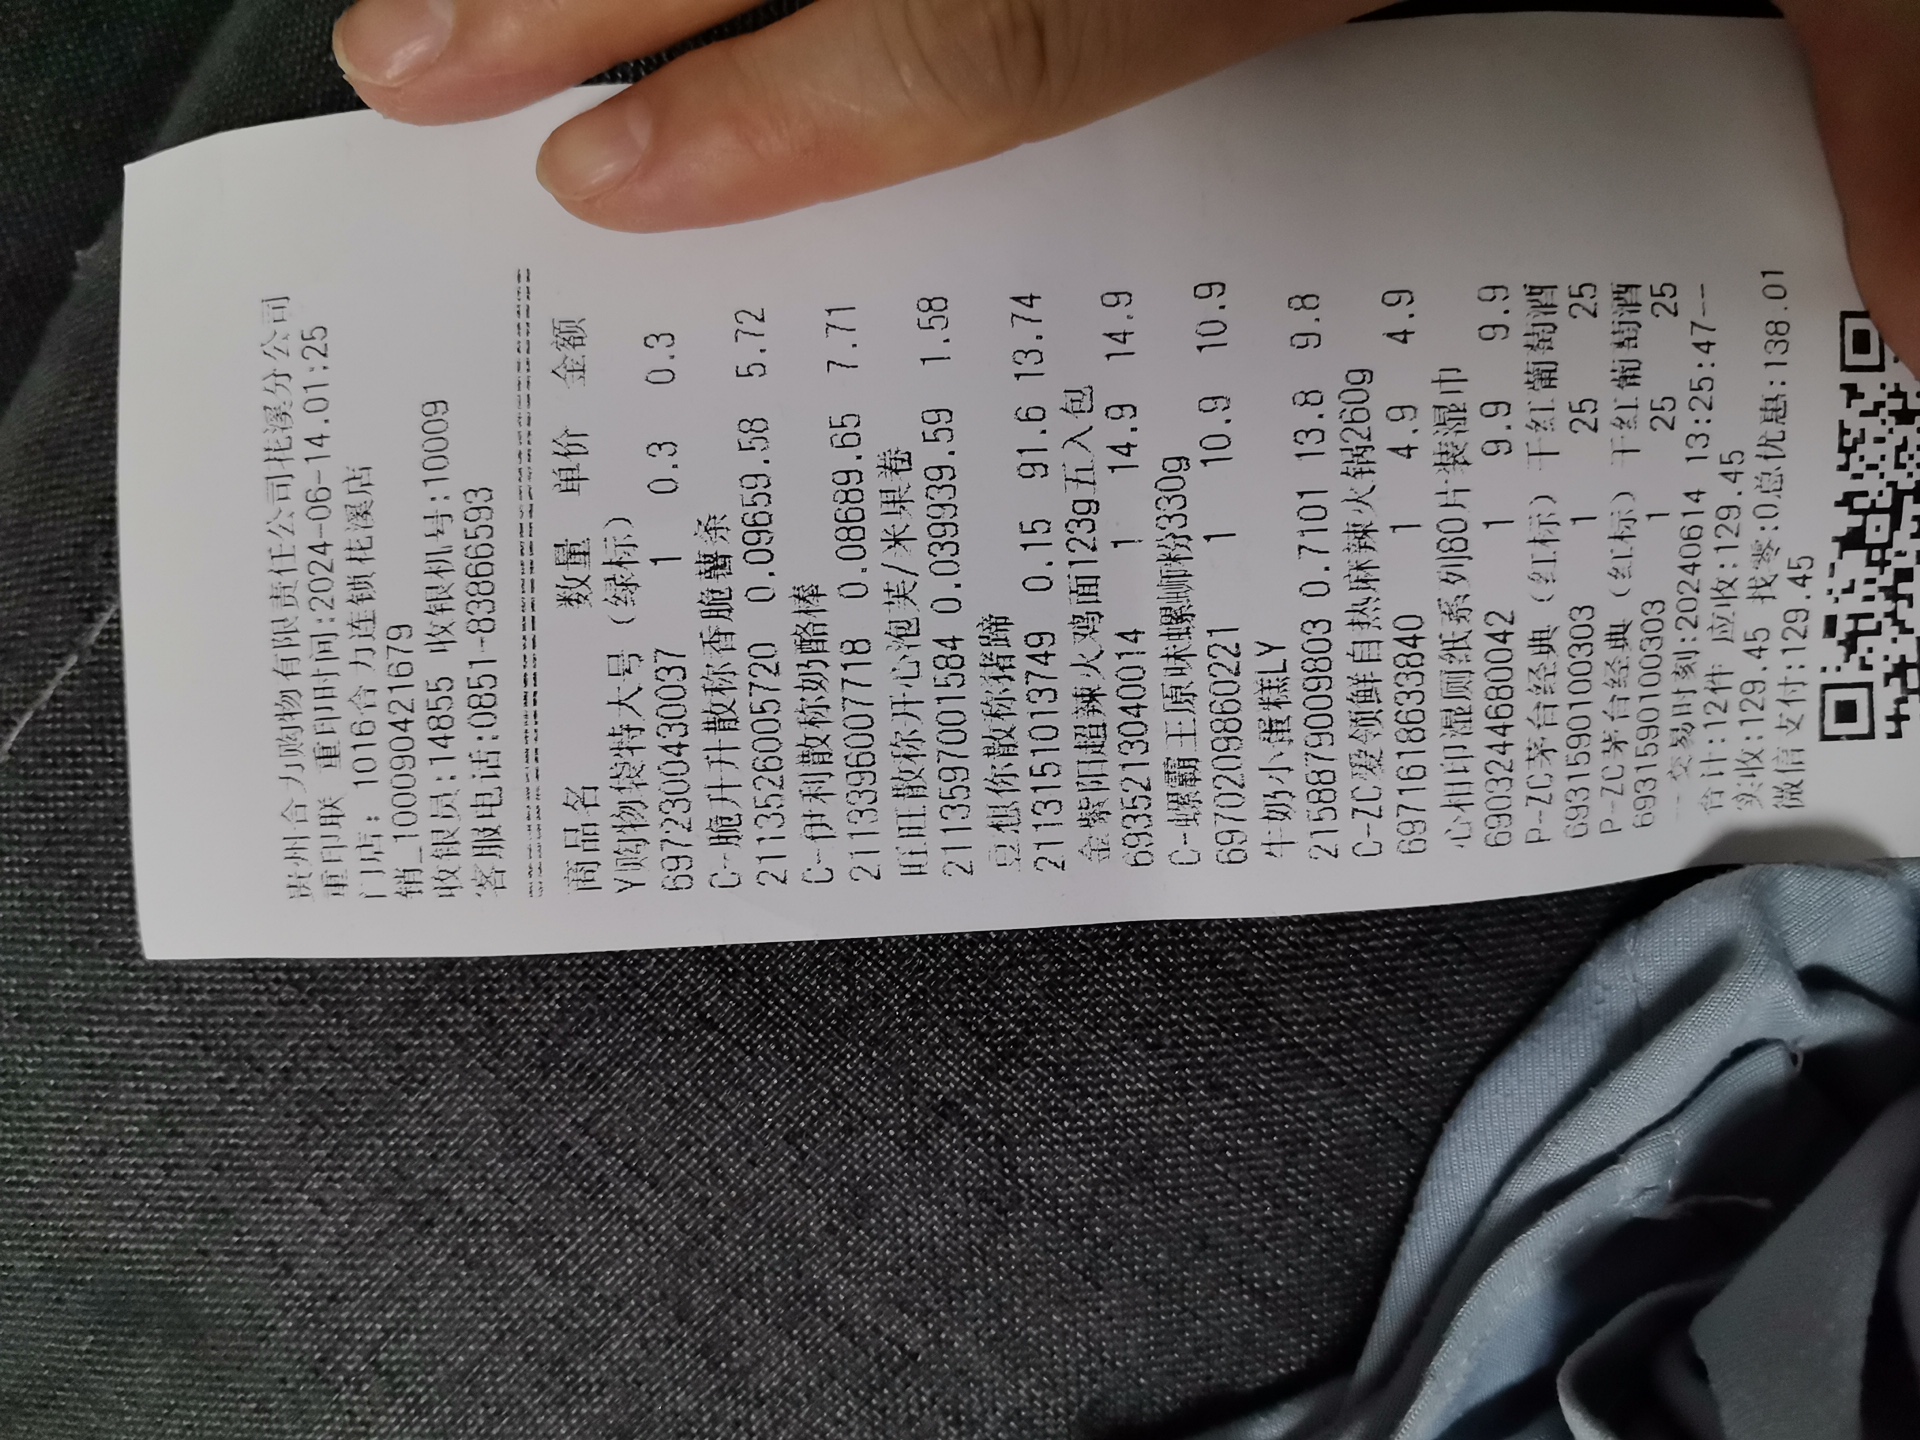 贵州合力购物有限责任公司花溪分公司
重印联 重印时间:2024-06-14.01:25
门店: 1016合力连锁花溪店
销_100090421679
收银员:14855 收银机号:10009
客服电话:0851-83866593
商品名 数量 单价 金额
Y购物袋特大号(绿标)
6972300430037 1 0.3 0.3
C-脆升升散称香脆薯条
2113526005720 0.09659.58 5.72
C-伊利散称奶酪棒
2113396007718 0.08689.65 7.71
旺旺散称开心泡芙/米果卷
2113597001584 0.039939.59 1.58
豆想你散称猪蹄
2113151013749 0.15 91.6 13.74
金紫阳超辣火鸡面123g五入包
6935213040014 1 14.9 14.9
C-螺霸王原味螺蛳粉330g
6970209860221 1 10.9 10.9
牛奶小蛋糕LY
2158879009803 0.7101 13.8 9.8
C-ZC爱领鲜自热麻辣火锅260g
6971618633840 1 4.9 4.9
心相印湿厕纸系列80片装湿巾
6903244680042 1 9.9 9.9
P-ZC茅台经典(红标)干红葡萄酒
6931590100303 1 25 25
P-ZC茅台经典(红标)干红葡萄酒
6931590100303 1 25 25
--交易时刻:20240614 13:25:47--
合计:12件 应收:129.45
实收:129.45 找零:0总优惠:138.01
微信支付:129.45